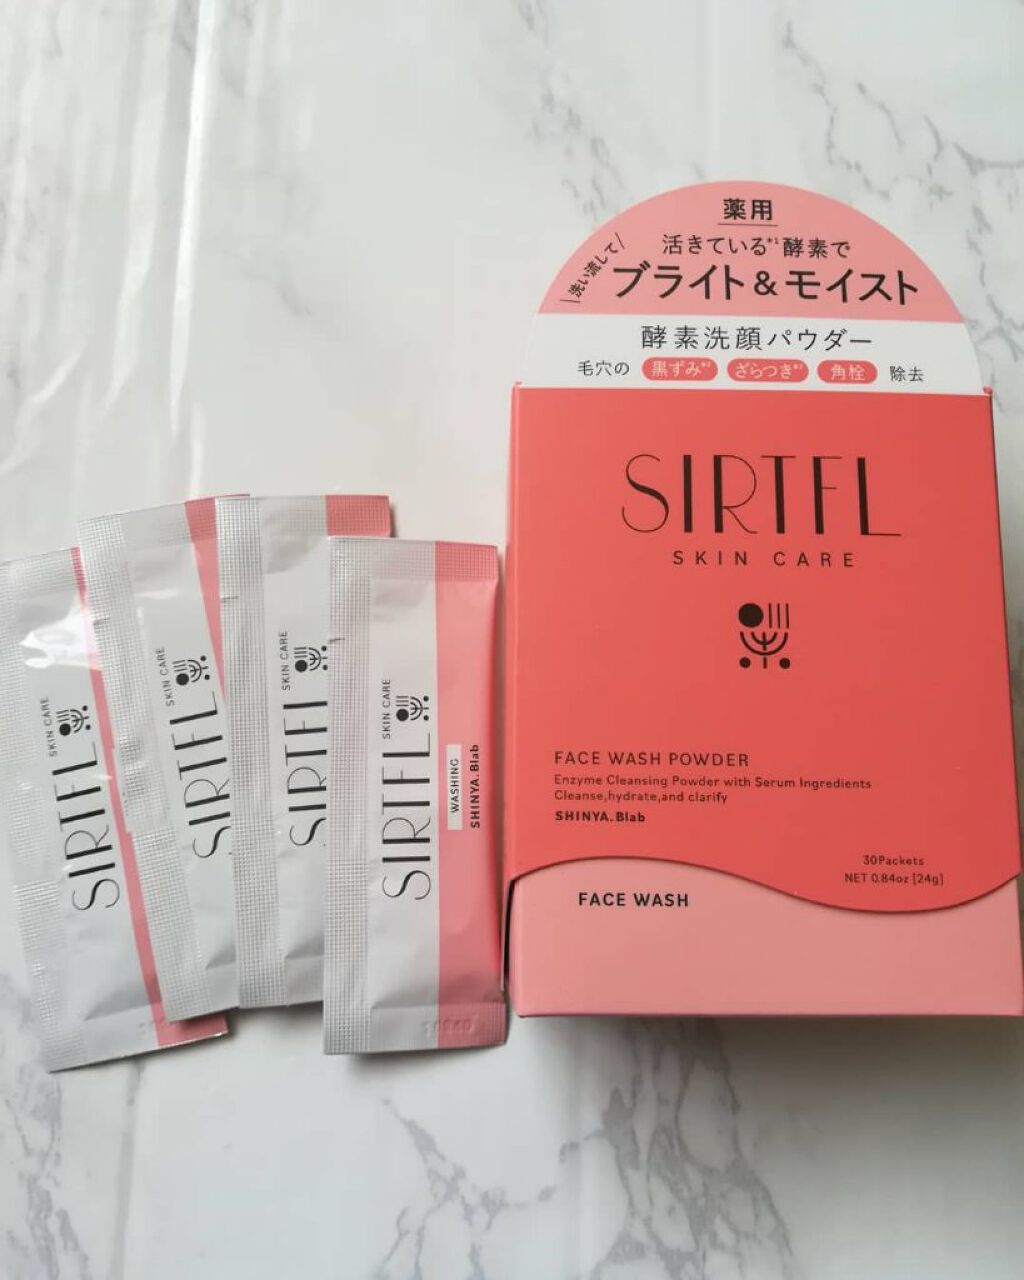 薬用
洗い流して
活きている*1酵素で
ブライト&モイスト
酵素洗顔パウダー
毛穴の 黒ずみ*2 ざらつき*2 角栓 除去
SIRTFL
SKIN CARE
FACE WASH POWDER
Enzyme Cleansing Powder with Serum Ingredients
Cleanse,hydrate,and clarify
SHINYA.Blab
30Packets
NET 0.84oz [24g]
FACE WASH
SIRTFL
SKIN CARE
SIRTFL
SKIN CARE
SIRTFL
SKIN CARE
SIRTFL
SKIN CARE
WASHING
SHINYA.Blab